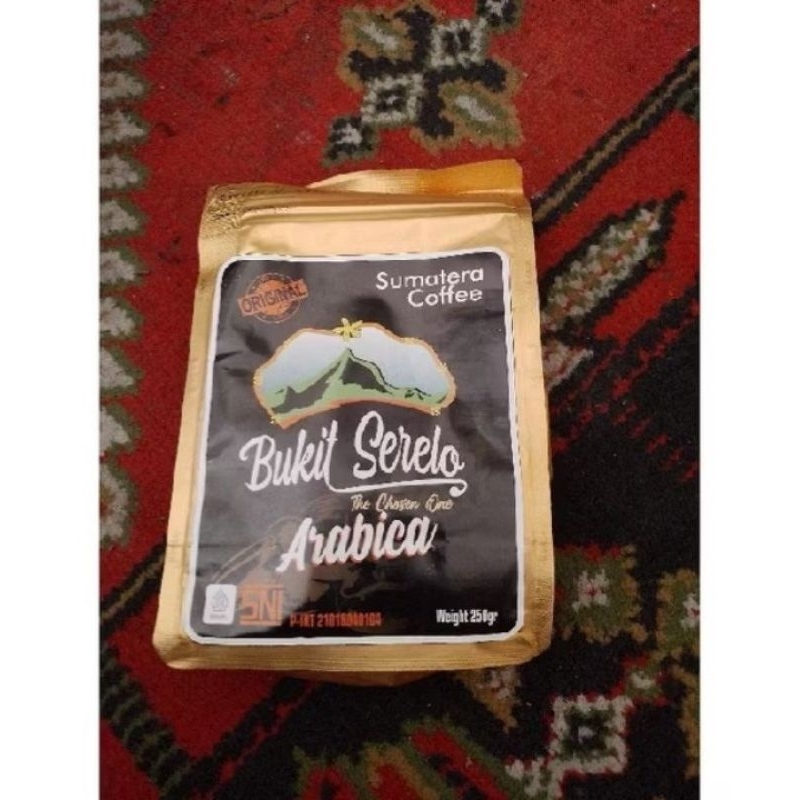 ORIGINAL
Sumatera
Coffee
Bukit Serelo
The Chosen One
Arabica
SNI
Weight 250gr